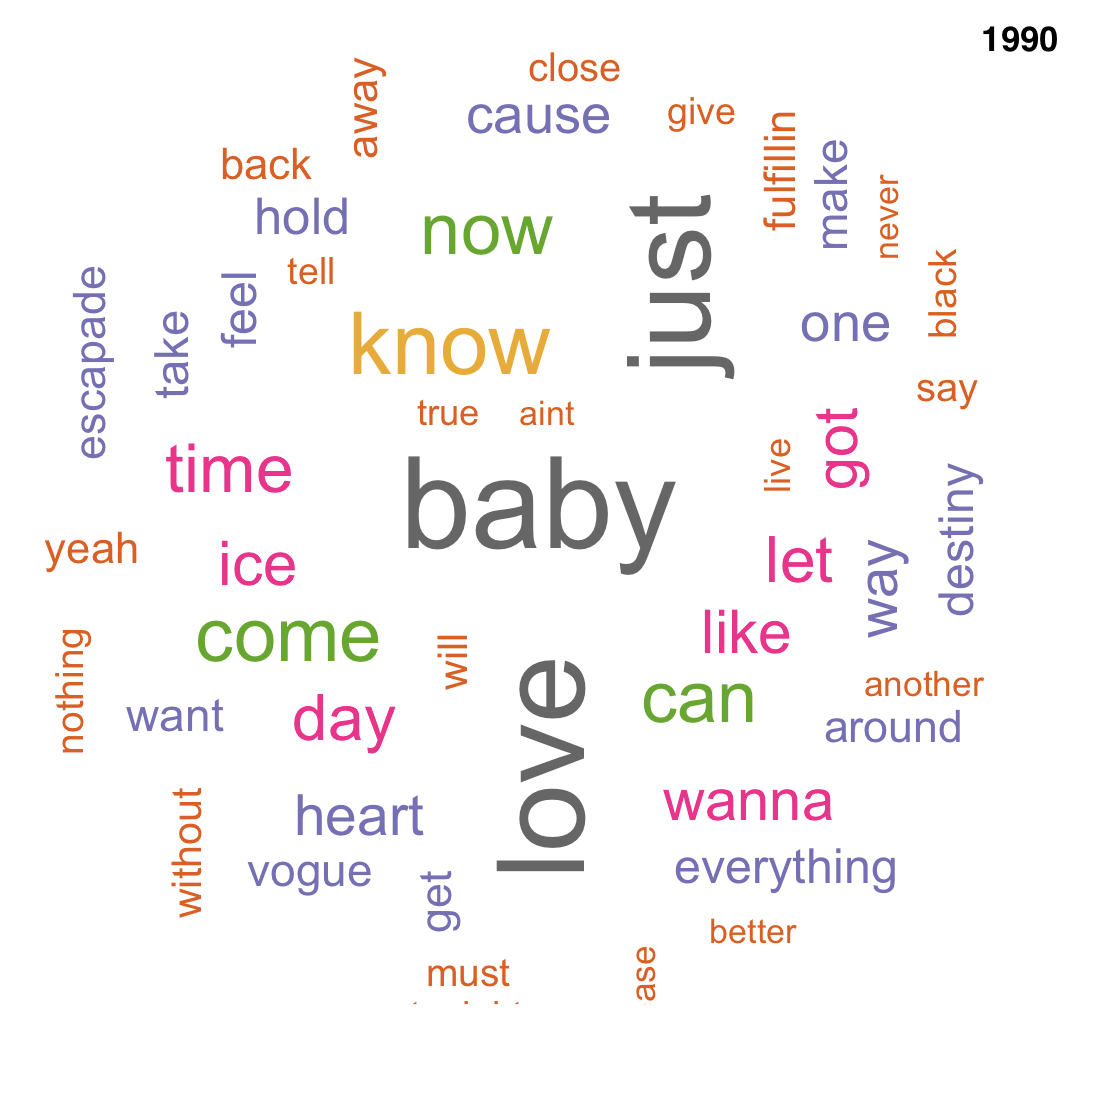 1990
close
away
cause
give
fulfillin
make
never
back
hold
now
just
tell
black
escapade
take
feel
know
one
true
aint
say
time
baby
live
got
destiny
yeah
ice
let
way
come
will
like
nothing
want
day
love
can
another
around
without
heart
wanna
vogue
get
everything
better
must
ase